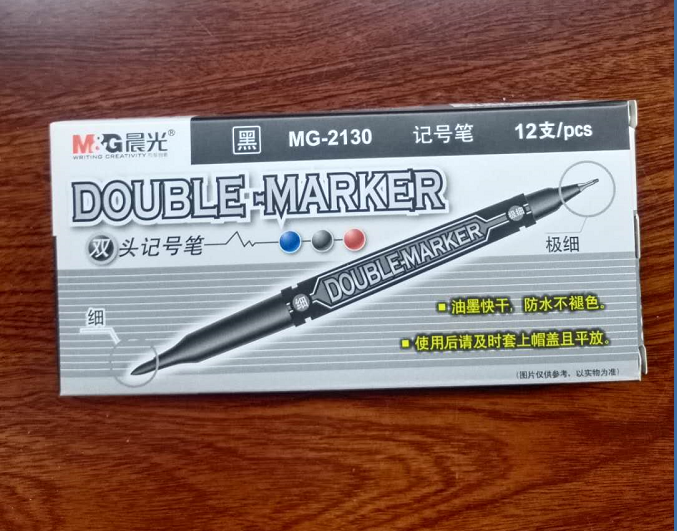 M&G晨光®
WRITING CREATIVITY
黑 MG-2130 记号笔 12支/pcs
DOUBLE-MARKER
双头记号笔
极细
细
极细
DOUBLE-MARKER
细
■油墨快干，防水不褪色。
■使用后请及时套上帽盖且平放。
（图片仅供参考，以实物为准）